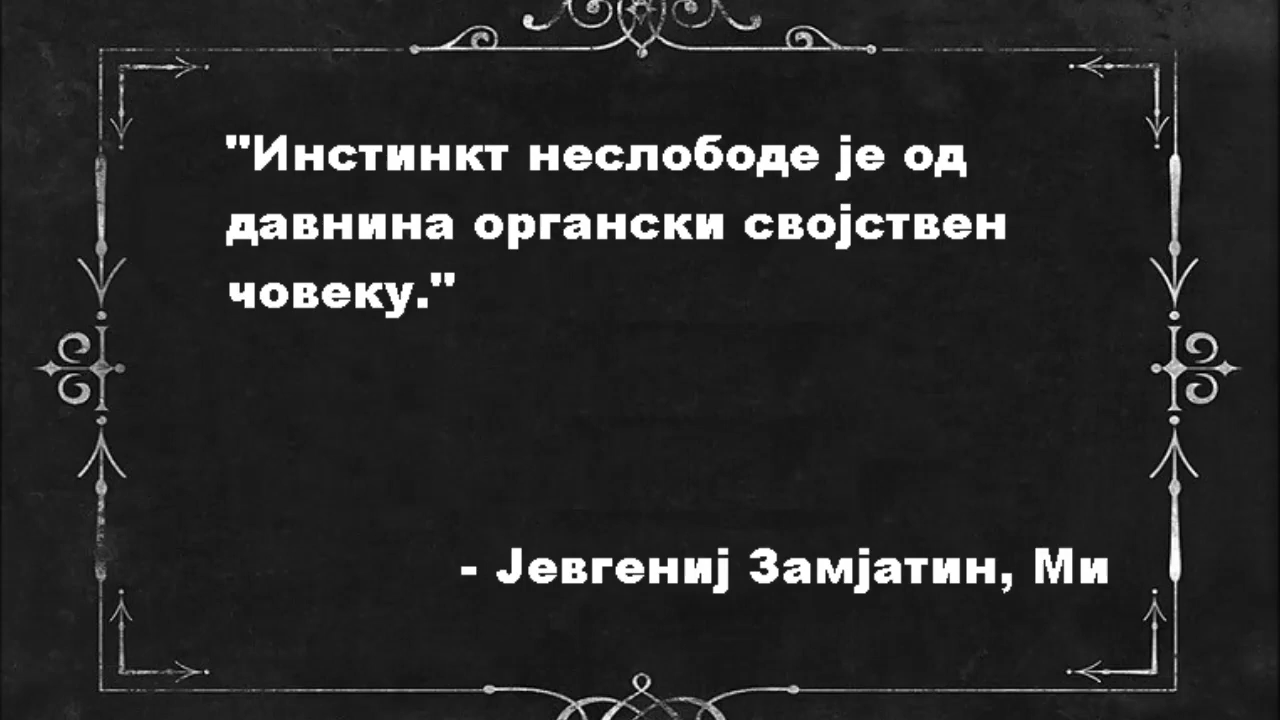 "Инстинкт неслободе је од
давнина органски својствен
човеку."
- Јевгениј Замјатин, Ми